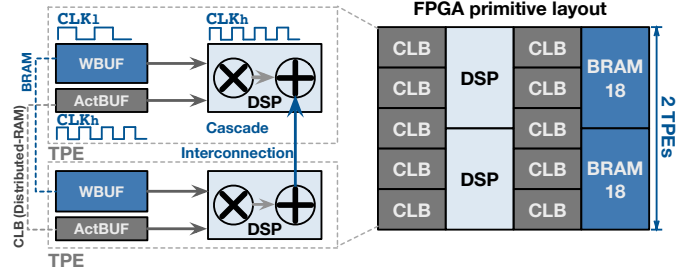 FPGA primitive layout
CLKl
CLKh
WBUF
ActBUF
DSP
CLKh
Cascade
TPE
Interconnection
WBUF
ActBUF
DSP
TPE
BRAM
CLB (Distributed-RAM)
CLB
CLB
CLB
CLB
CLB
DSP
DSP
CLB
CLB
CLB
CLB
CLB
BRAM
18
BRAM
18
2 TPEs